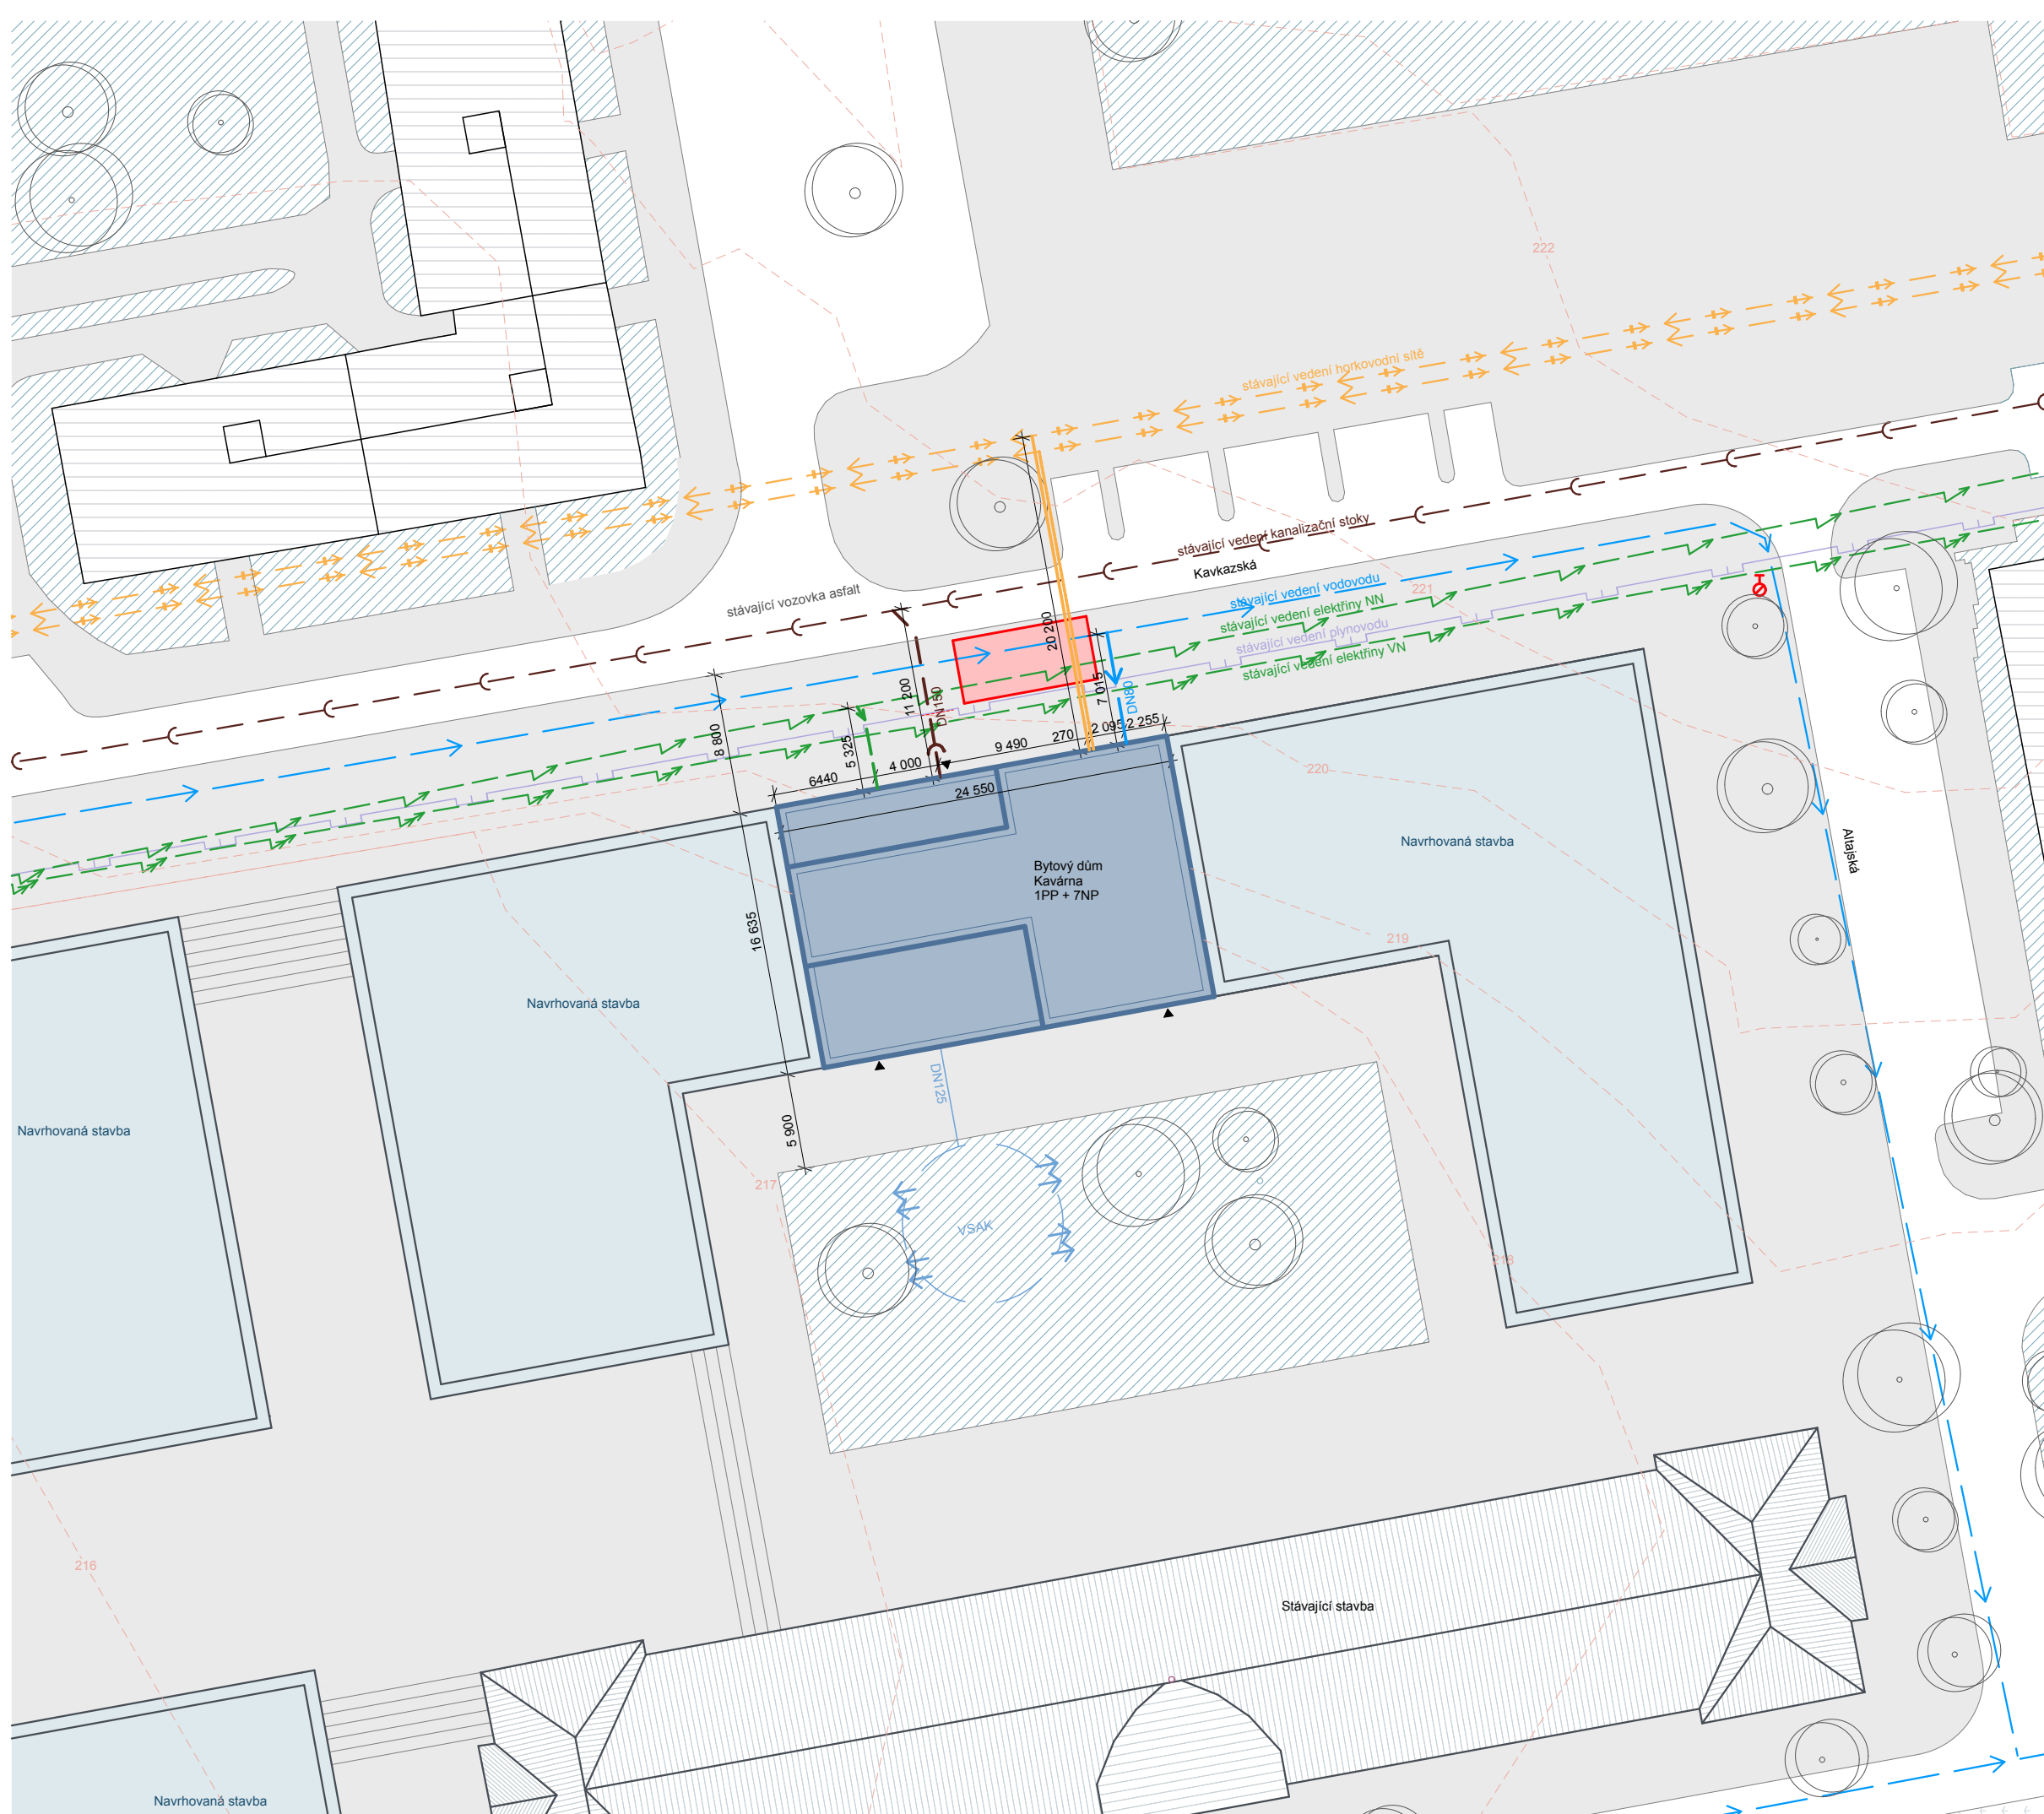 222
stávající vedení horkovodní sítě
stávající vedení kanalizační stoky
Kavkazská
stávající vozovka asfalt
stávající vedení vodovodu
221
stávající vedení elektřiny NN
stávající vedení plynovodu
stávající vedení elektřiny VN
20 200
11 200
DN150
7 015
DN80
8 800
5 325
6440
4 000
9 490
270
2 095
2 255
24 550
220
Navrhovaná stavba
Altajská
Bytový dům
Kavárna
1PP + 7NP
16 635
219
Navrhovaná stavba
DN125
Navrhovaná stavba
5 900
217
VSAK
218
216
Stávající stavba
Navrhovaná stavba